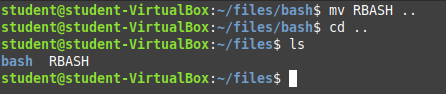 student@student-VirtualBox:~/files/bash$ mv RBASH ..
student@student-VirtualBox:~/files/bash$ cd ..
student@student-VirtualBox:~/files$ ls
bash  RBASH
student@student-VirtualBox:~/files$